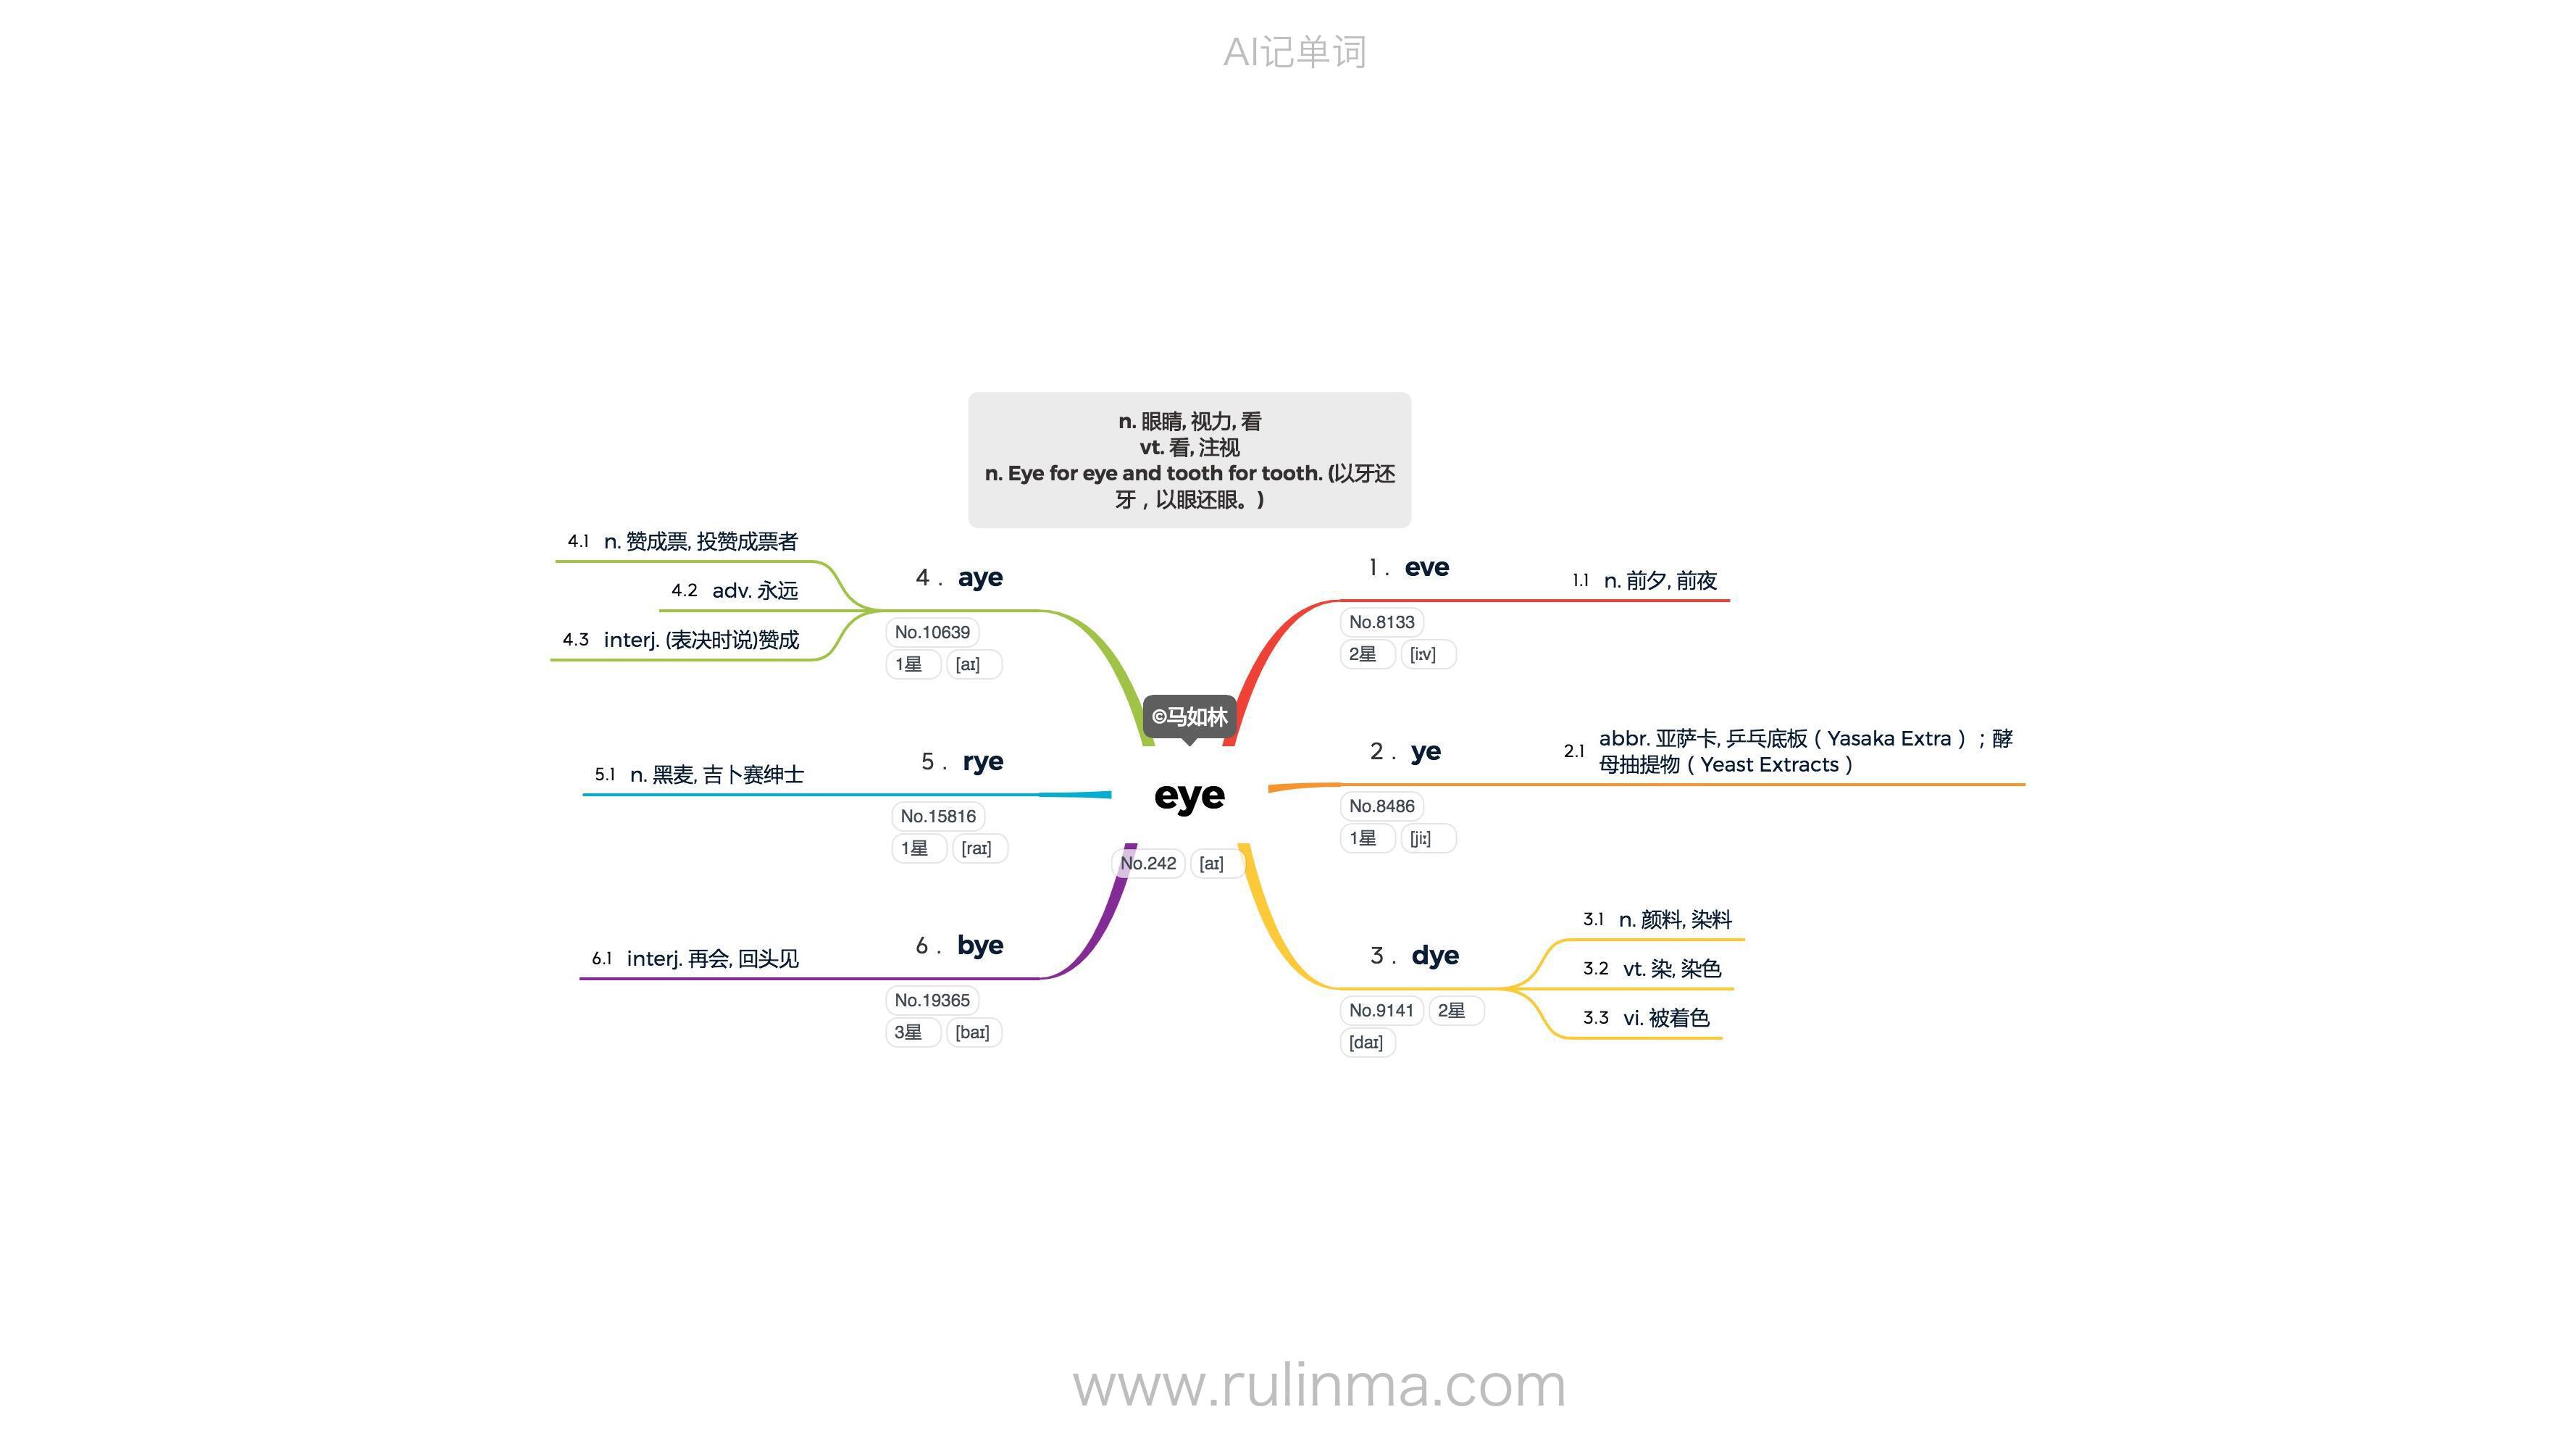 AI记单词
n. 眼睛, 视力, 看
vt. 看, 注视
n. Eye for eye and tooth for tooth. (以牙还
牙，以眼还眼。)
©马如林
eye
No.242 [aɪ]
1. eve
No.8133
2星 [iːv]
1.1 n. 前夕, 前夜
2. ye
No.8486
1星 [jiː]
2.1 abbr. 亚萨卡, 乒乓底板（Yasaka Extra）；酵
母抽提物（Yeast Extracts）
3. dye
No.9141 2星
[daɪ]
3.1 n. 颜料, 染料
3.2 vt. 染, 染色
3.3 vi. 被着色
4. aye
No.10639
1星 [aɪ]
4.1 n. 赞成票, 投赞成票者
4.2 adv. 永远
4.3 interj. (表决时说)赞成
5. rye
No.15816
1星 [raɪ]
5.1 n. 黑麦, 吉卜赛绅士
6. bye
No.19365
3星 [baɪ]
6.1 interj. 再会, 回头见
www.rulinma.com